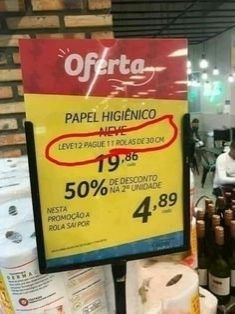 Oferta
PAPEL HIGIÊNICO
NEVE
LEVE 12 PAGUE 11 ROLAS DE 30 CM
19,86
50% DE DESCONTO
NA 2ª UNIDADE
NESTA
PROMOÇÃO A
ROLA SAI POR
4,89